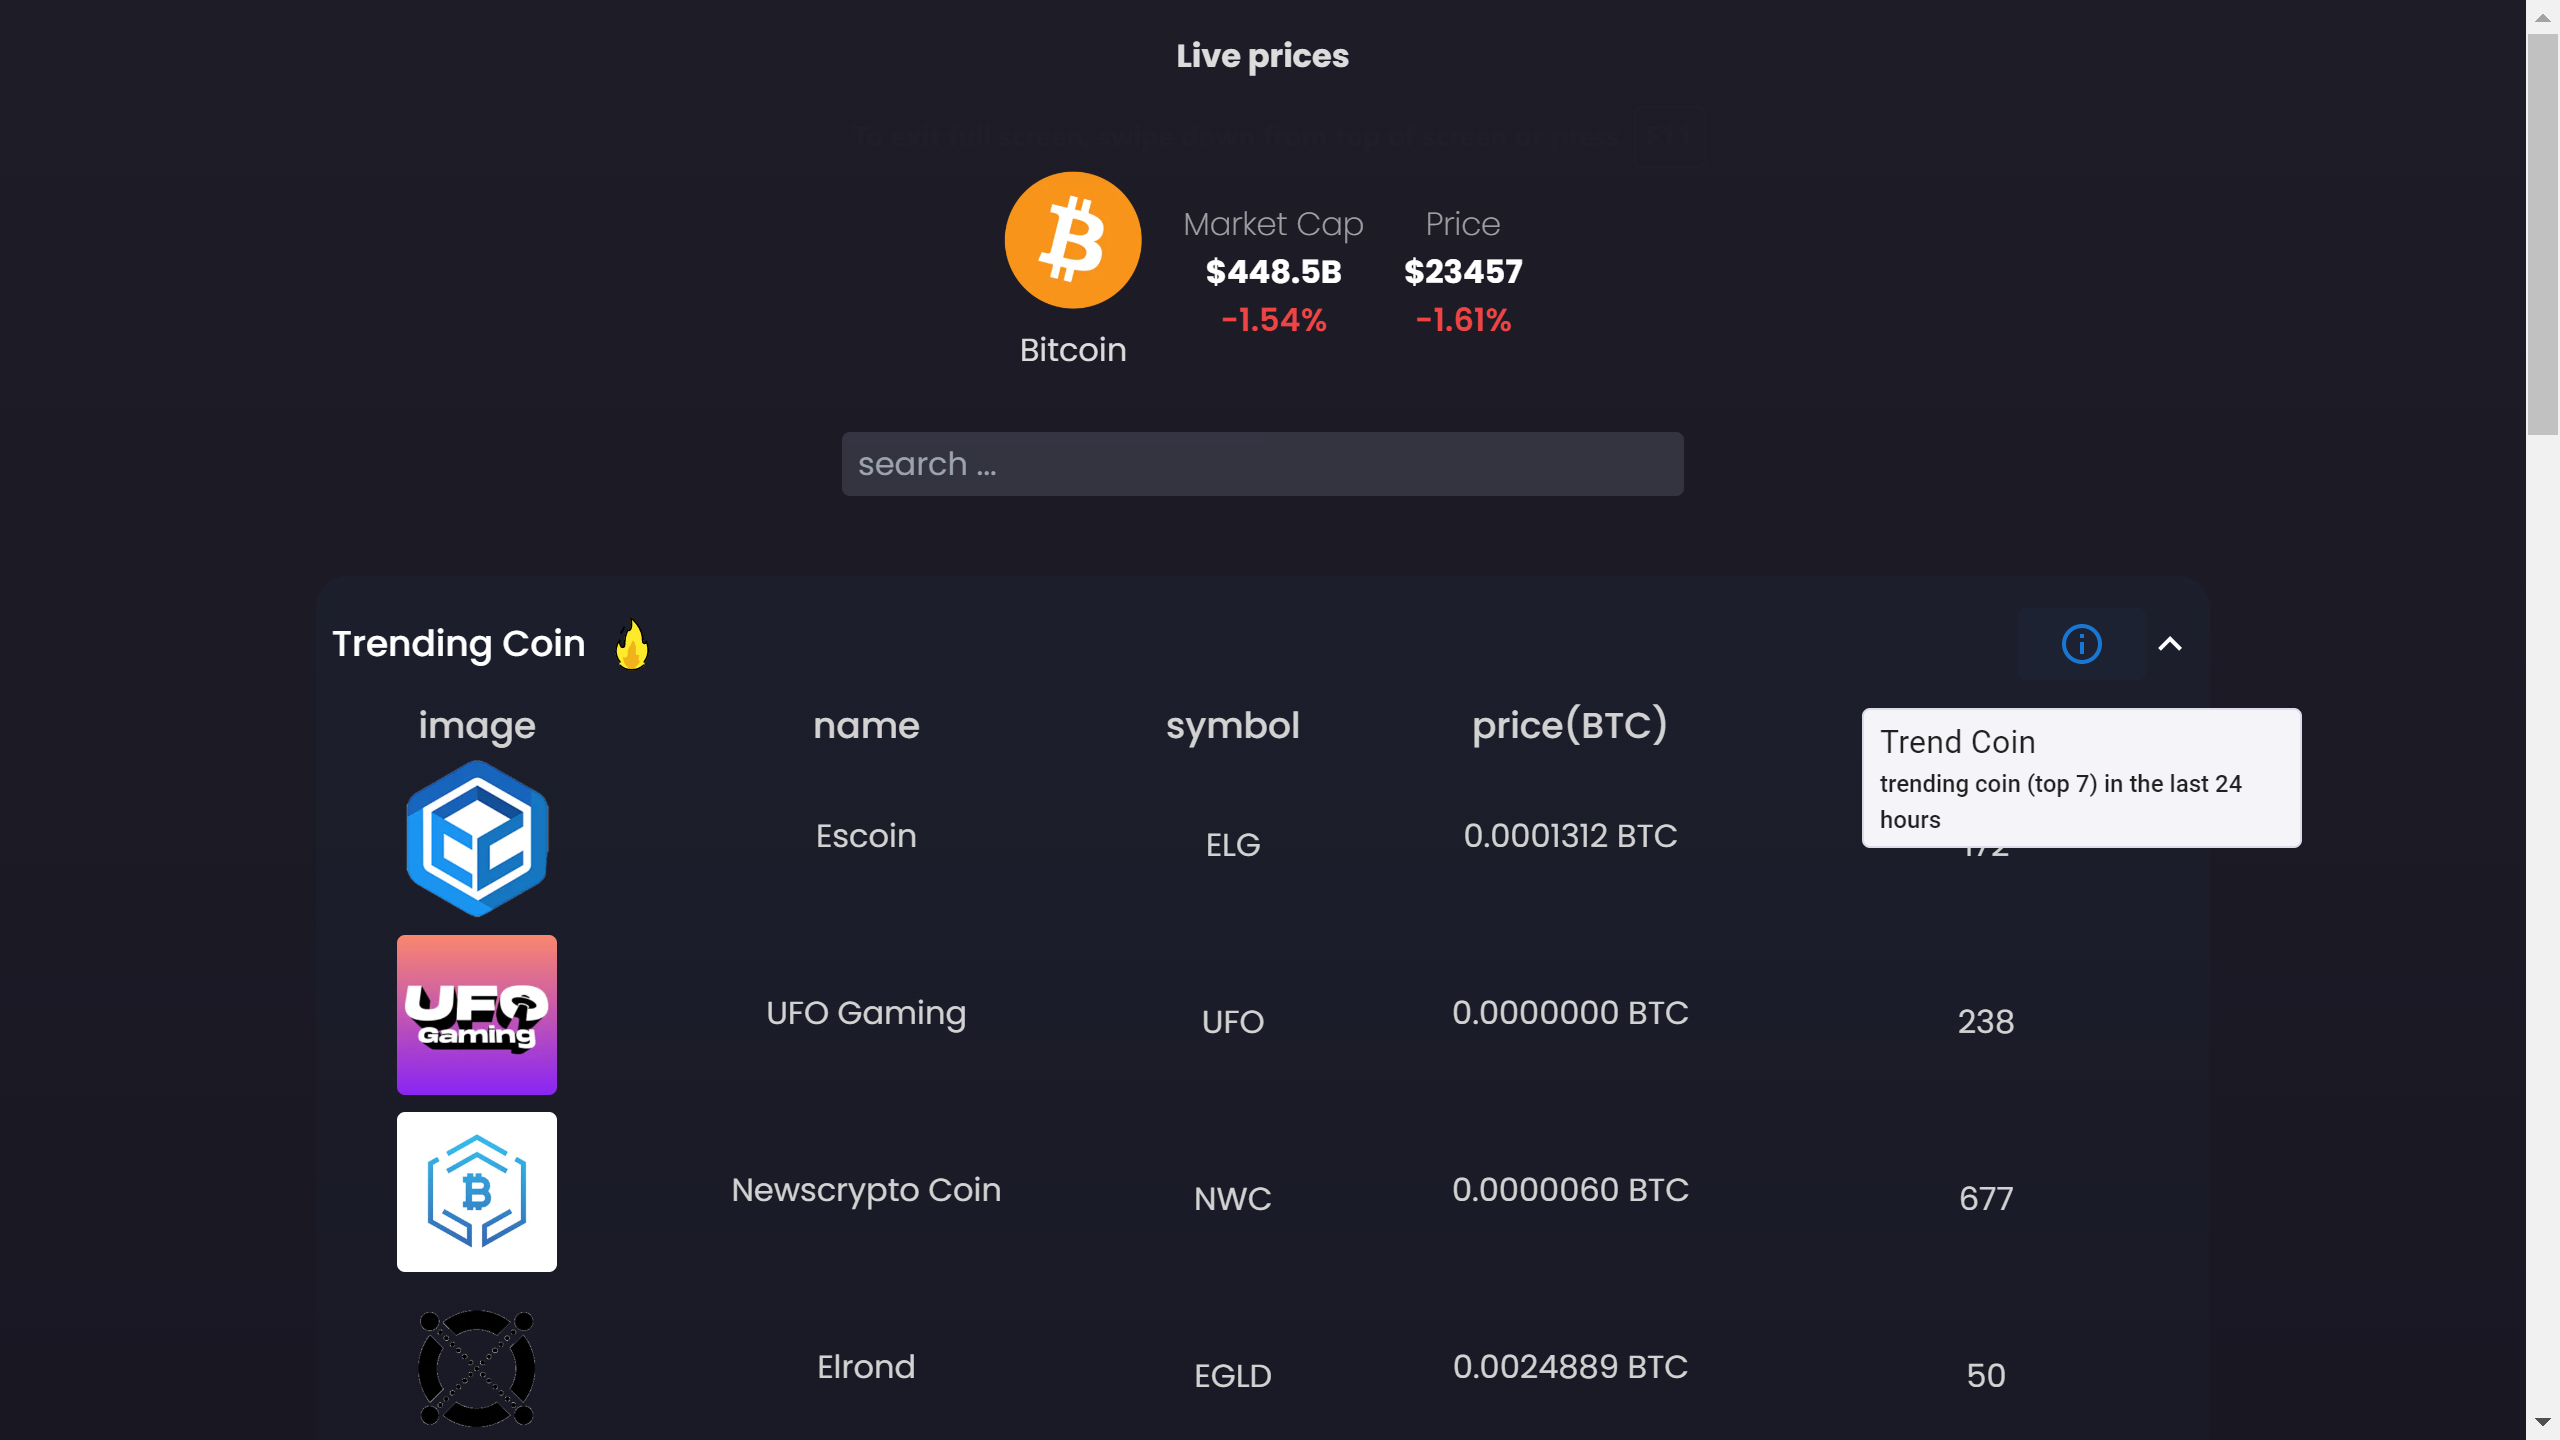 Live prices
Market Cap Price
$448.5B $23457
-1.54% -1.61%
Bitcoin
search ...
Trending Coin
image name symbol price(BTC)
Trend Coin
trending coin (top 7) in the last 24
hours
Escoin ELG 0.0001312 BTC 172
UFO Gaming
UFO Gaming UFO 0.0000000 BTC 238
Newscrypto Coin NWC 0.0000060 BTC 677
Elrond EGLD 0.0024889 BTC 50